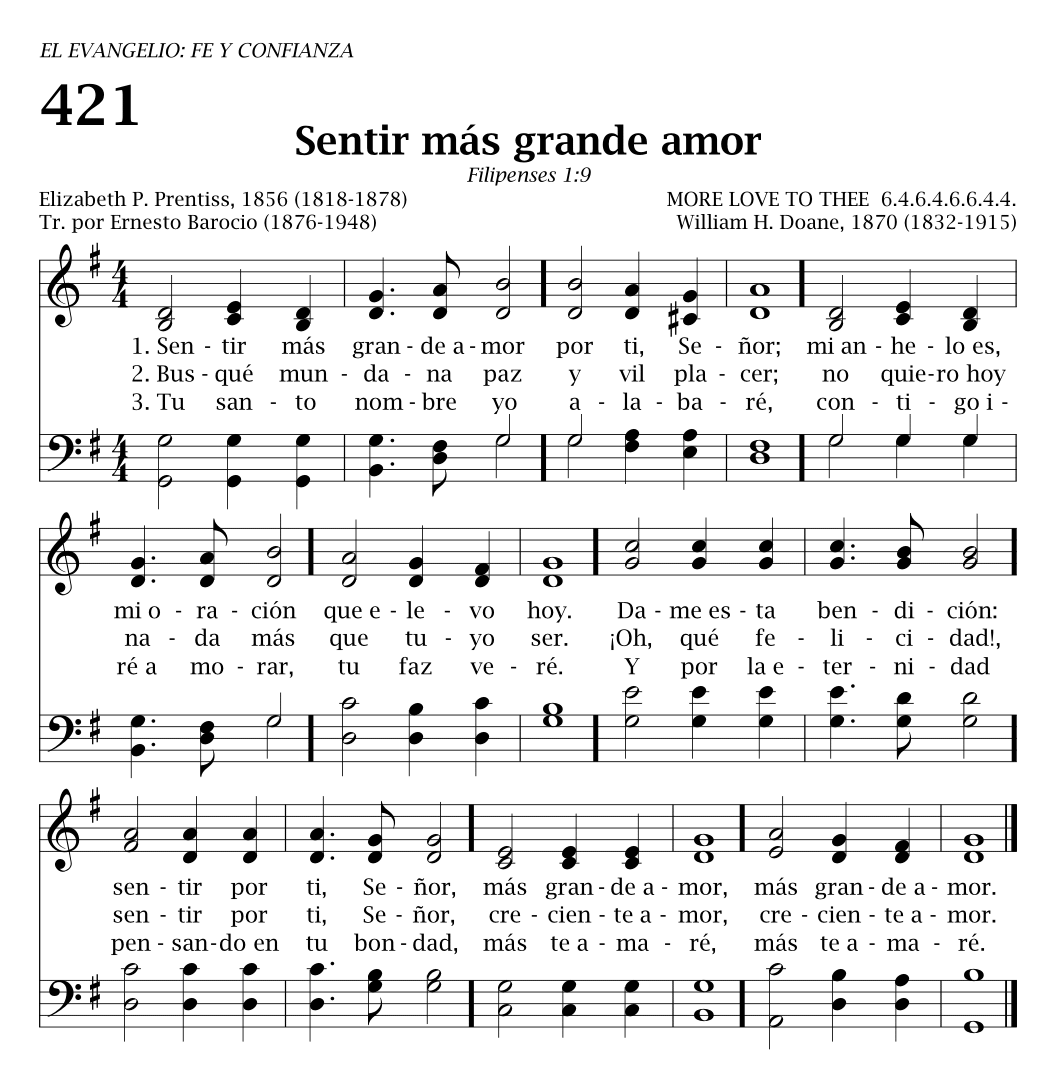 EL EVANGELIO: FE Y CONFIANZA
421
Sentir más grande amor
Filipenses 1:9
Elizabeth P. Prentiss, 1856 (1818-1878)
Tr. por Ernesto Barocio (1876-1948)
MORE LOVE TO THEE 6.4.6.4.6.6.4.4.
William H. Doane, 1870 (1832-1915)
4
4
1. Sen - tir más gran - de a - mor por ti, Se - ñor; mi an - he - lo es,
2. Bus - qué mun - da - na paz y vil pla - cer; no quie - ro hoy
3. Tu san - to nom - bre yo a - la - ba - ré, con - ti - go i -
4
4
mi o - ra - ción que e - le - vo hoy. Da - me es - ta ben - di - ción:
na - da más que tu - yo ser. ¡Oh, qué fe - li - ci - dad!,
ré a mo - rar, tu faz ve - ré. Y por la e - ter - ni - dad
sen - tir por ti, Se - ñor, más gran - de a - mor, más gran - de a - mor.
sen - tir por ti, Se - ñor, cre - cien - te a - mor, cre - cien - te a - mor.
pen - san - do en tu bon - dad, más te a - ma - ré, más te a - ma - ré.